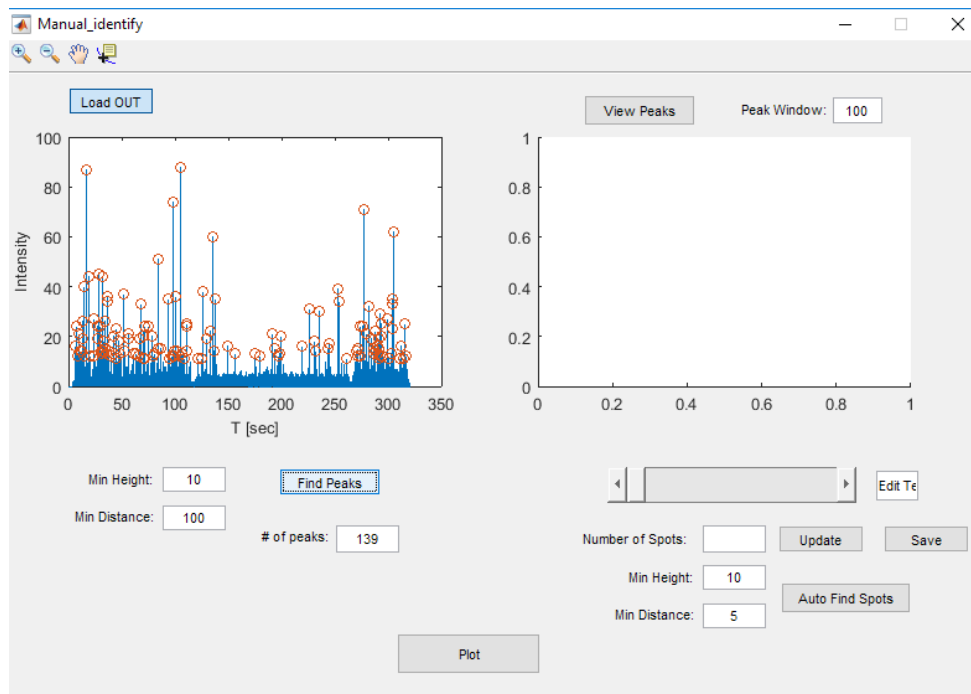 Manual_identify
Load OUT
View Peaks
Peak Window: 100
100
80
60
40
20
0
Intensity
0 50 100 150 200 250 300 350
T [sec]
1
0.8
0.6
0.4
0.2
0
0 0.2 0.4 0.6 0.8 1
Min Height: 10
Find Peaks
Min Distance: 100
# of peaks: 139
Edit Te
Number of Spots:
Update
Save
Min Height: 10
Auto Find Spots
Min Distance: 5
Plot